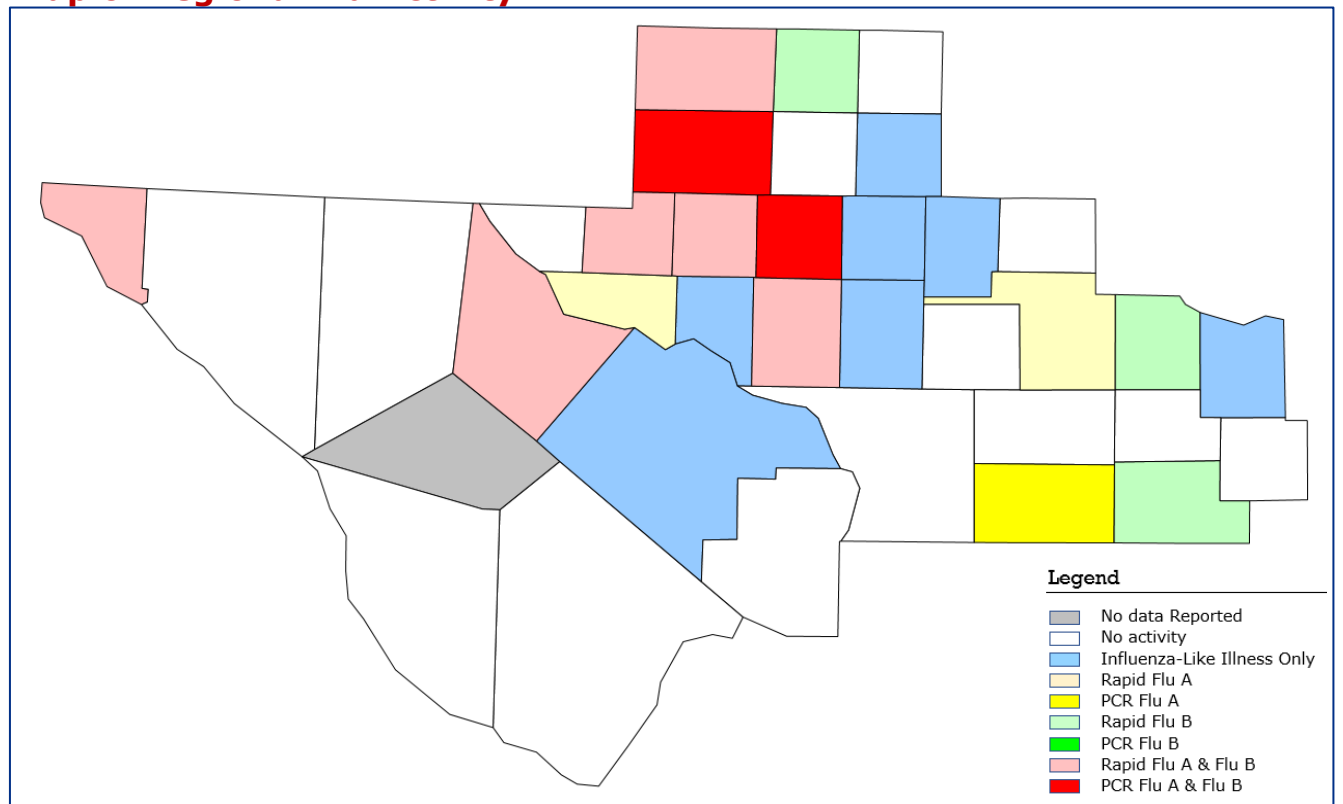 Legend
No data Reported
No activity
Influenza-Like Illness Only
Rapid Flu A
PCR Flu A
Rapid Flu B
PCR Flu B
Rapid Flu A & Flu B
PCR Flu A & Flu B